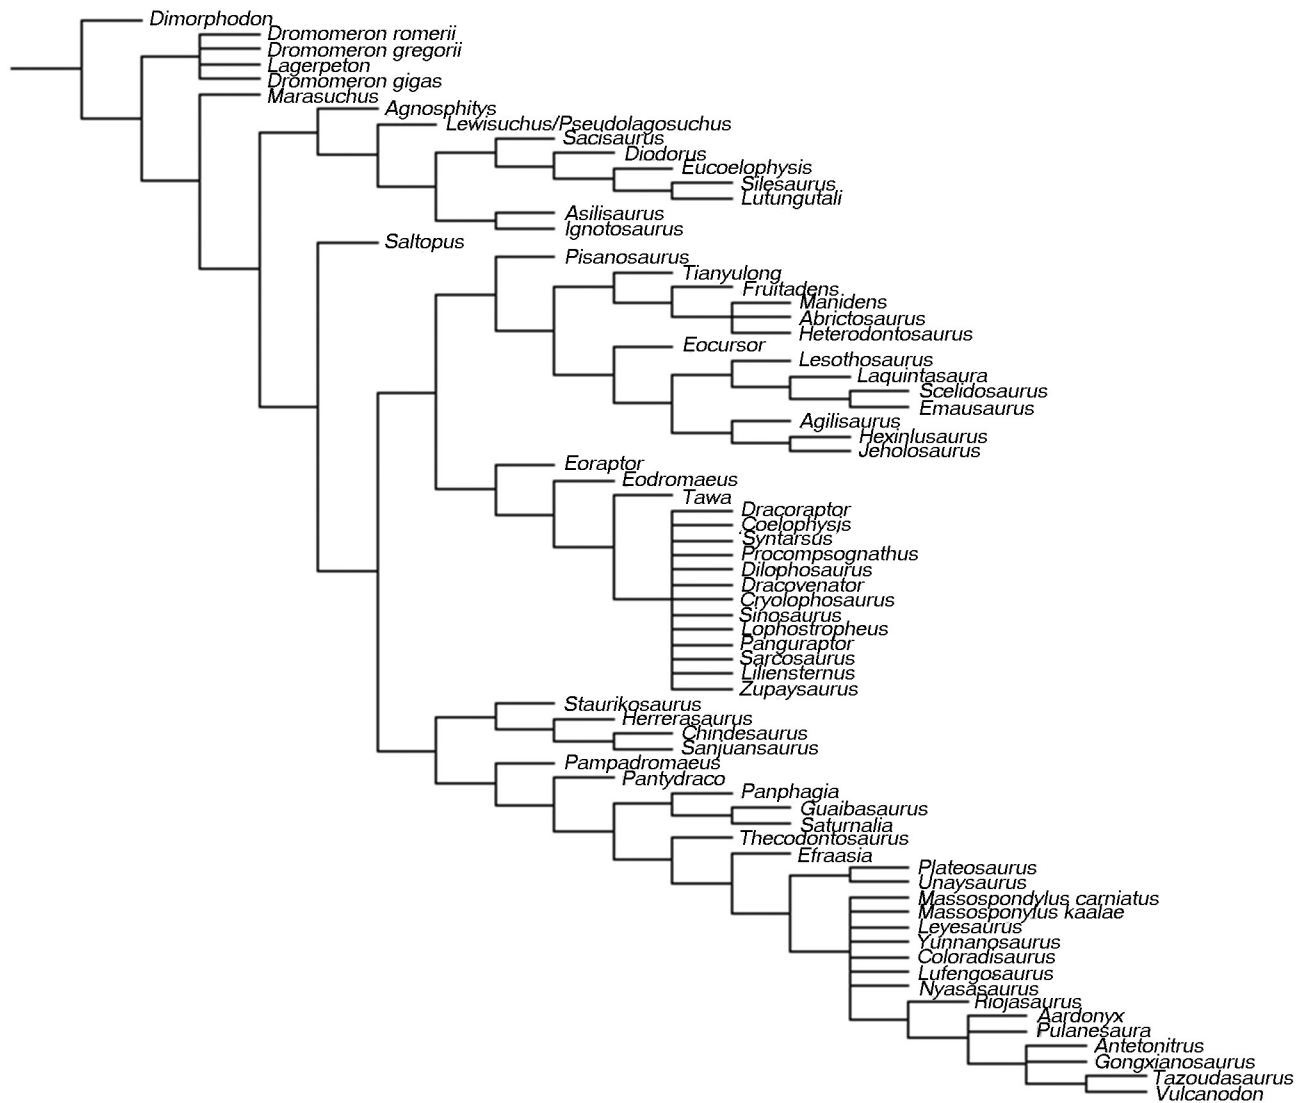 Dimorphodon
Dromomeron romerii
Dromomeron gregorii
Lagerpeton
Dromomeron gigas
Marasuchus
Agnosphitys
Lewisuchus/Pseudolagosuchus
Sacisaurus
Diodorus
Eucoelophysis
Silesaurus
Lutungutali
Asilisaurus
Ignotosaurus
Saltopus
Pisanosaurus
Tianyulong
Fruitadens
Manidens
Abrictosaurus
Heterodontosaurus
Eocursor
Lesothosaurus
Laquintasaura
Scelidosaurus
Emausaurus
Agilisaurus
Hexinlusaurus
Jeholosaurus
Eoraptor
Eodromaeus
Tawa
Dracoraptor
Coelophysis
Syntarsus
Procompsognathus
Dilophosaurus
Dracovenator
Cryolophosaurus
Sinosaurus
Lophostropheus
Panguraptor
Sarcosaurus
Liliensternus
Zupaysaurus
Staurikosaurus
Herrerasaurus
Chindesaurus
Sanjuansaurus
Pampadromaeus
Pantydraco
Panphagia
Guaibasaurus
Saturnalia
Thecodontosaurus
Efraasia
Plateosaurus
Unaysaurus
Massospondylus carniatus
Massosponylus kaalae
Leyesaurus
Yunnanosaurus
Coloradisaurus
Lufengosaurus
Nyasasaurus
Riojasaurus
Aardonyx
Pulanesaura
Antetonitrus
Gongxianosaurus
Tazoudasaurus
Vulcanodon